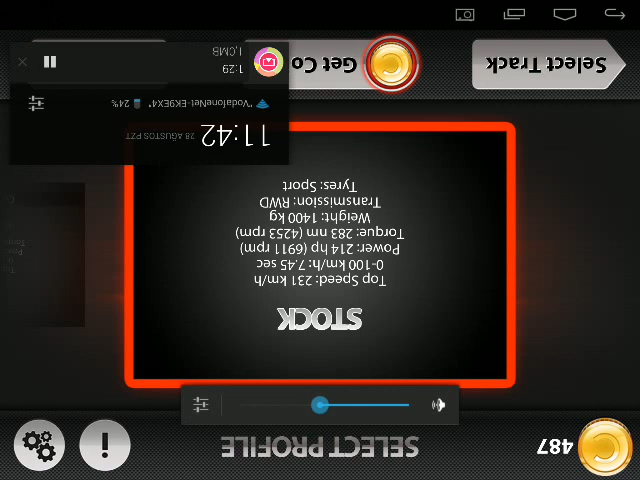 487
SELECT PROFILE
!
STOCK
Top Speed: 231 km/h
0-100 km/h: 7.45 sec
Power: 214 hp (6911 rpm)
Torque: 283 nm (4253 rpm)
Weight: 1400 kg
Transmission: RWD
Tyres: Sport
11:42 28 AĞUSTOS PZT
"VodafoneNet-EK9EX4" 24%
1:29
Select Track
Get Co